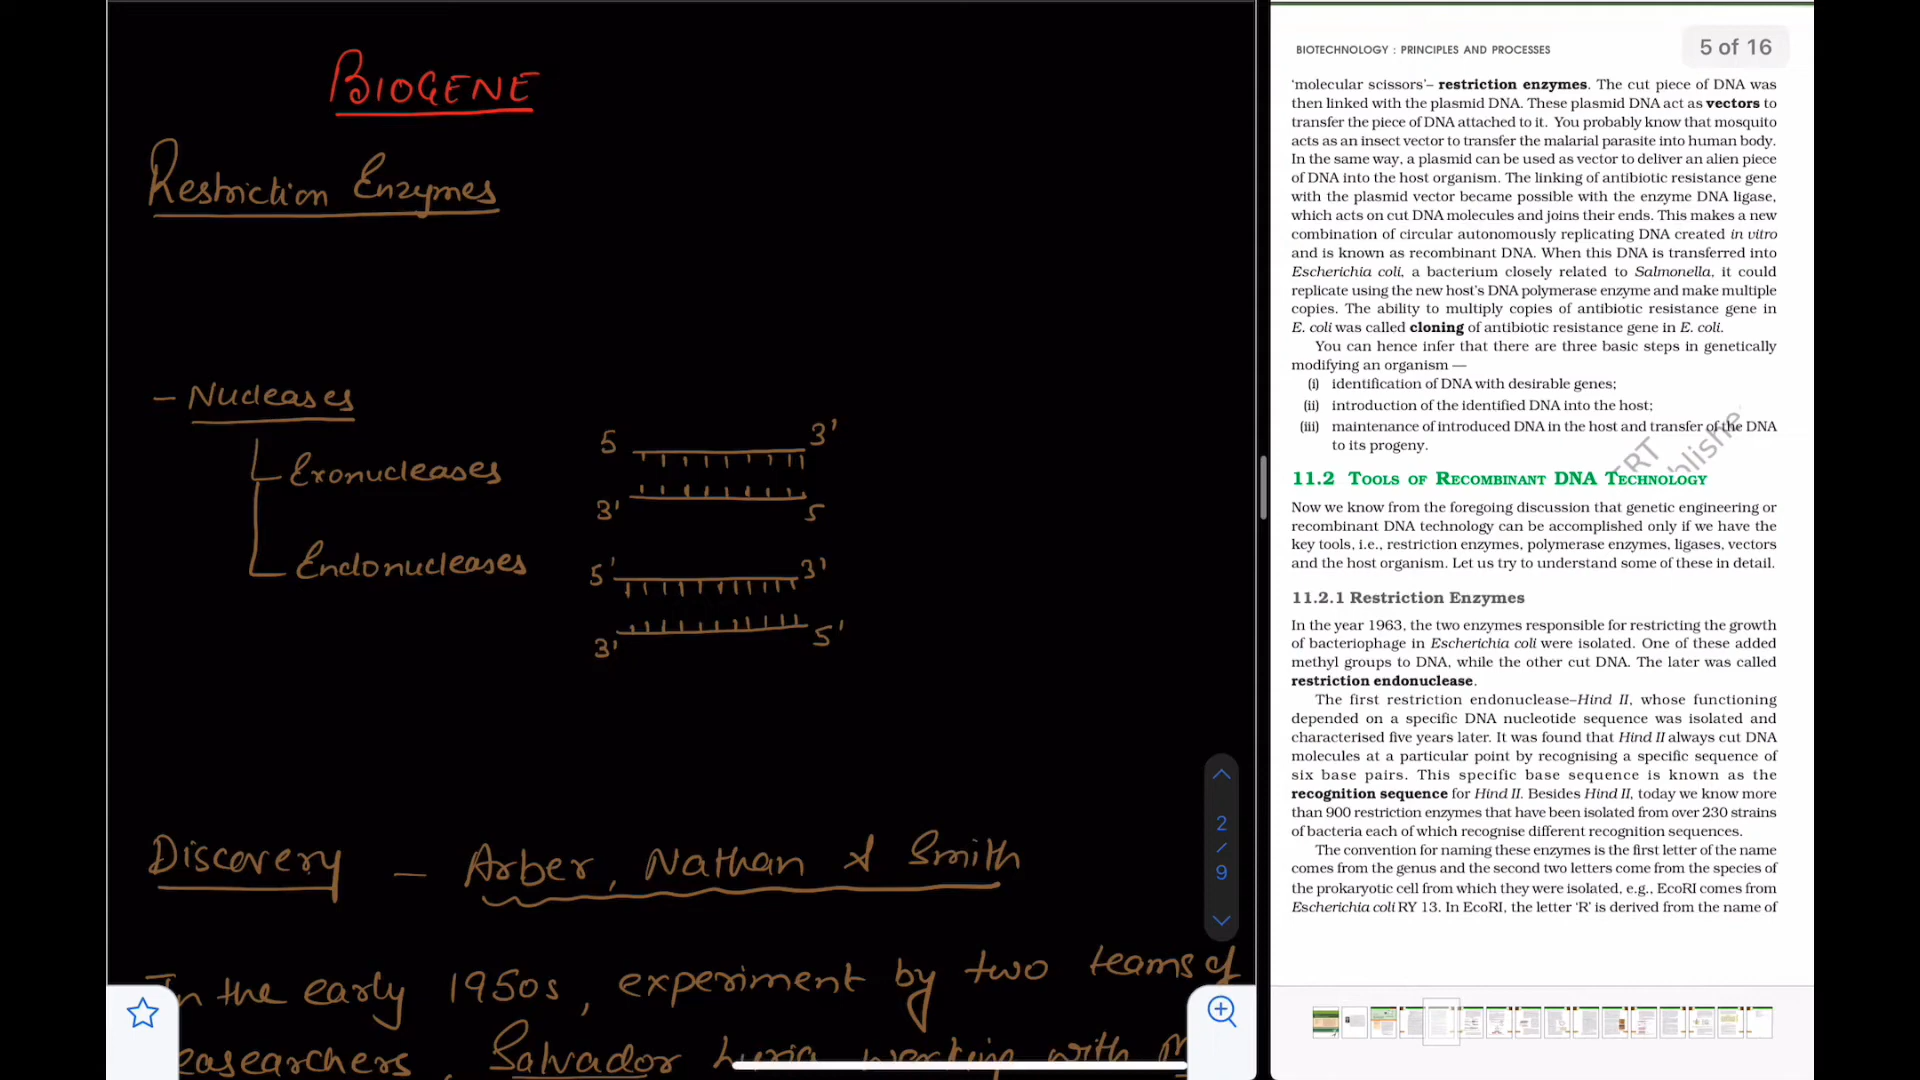 BIOGENE
Restriction Enzymes
- Nucleases
Exonucleases
5 3'
3' 5
Endonucleases
5' 3'
3' 5'
Discovery - Arber, Nathan & Smith
In the early 1950s, experiment by two teams of
easearchers, Salvador Luria working with
2
/
9
BIOTECHNOLOGY : PRINCIPLES AND PROCESSES
5 of 16
'molecular scissors'– restriction enzymes. The cut piece of DNA was
then linked with the plasmid DNA. These plasmid DNA act as vectors to
transfer the piece of DNA attached to it. You probably know that mosquito
acts as an insect vector to transfer the malarial parasite into human body.
In the same way, a plasmid can be used as vector to deliver an alien piece
of DNA into the host organism. The linking of antibiotic resistance gene
with the plasmid vector became possible with the enzyme DNA ligase,
which acts on cut DNA molecules and joins their ends. This makes a new
combination of circular autonomously replicating DNA created in vitro
and is known as recombinant DNA. When this DNA is transferred into
Escherichia coli, a bacterium closely related to Salmonella, it could
replicate using the new host's DNA polymerase enzyme and make multiple
copies. The ability to multiply copies of antibiotic resistance gene in
E. coli was called cloning of antibiotic resistance gene in E. coli.
You can hence infer that there are three basic steps in genetically
modifying an organism —
(i) identification of DNA with desirable genes;
(ii) introduction of the identified DNA into the host;
(iii) maintenance of introduced DNA in the host and transfer of the DNA
to its progeny.
11.2 TOOLS OF RECOMBINANT DNA TECHNOLOGY
Now we know from the foregoing discussion that genetic engineering or
recombinant DNA technology can be accomplished only if we have the
key tools, i.e., restriction enzymes, polymerase enzymes, ligases, vectors
and the host organism. Let us try to understand some of these in detail.
11.2.1 Restriction Enzymes
In the year 1963, the two enzymes responsible for restricting the growth
of bacteriophage in Escherichia coli were isolated. One of these added
methyl groups to DNA, while the other cut DNA. The later was called
restriction endonuclease.
The first restriction endonuclease–Hind II, whose functioning
depended on a specific DNA nucleotide sequence was isolated and
characterised five years later. It was found that Hind II always cut DNA
molecules at a particular point by recognising a specific sequence of
six base pairs. This specific base sequence is known as the
recognition sequence for Hind II. Besides Hind II, today we know more
than 900 restriction enzymes that have been isolated from over 230 strains
of bacteria each of which recognise different recognition sequences.
The convention for naming these enzymes is the first letter of the name
comes from the genus and the second two letters come from the species of
the prokaryotic cell from which they were isolated, e.g., EcoRI comes from
Escherichia coli RY 13. In EcoRI, the letter 'R' is derived from the name of